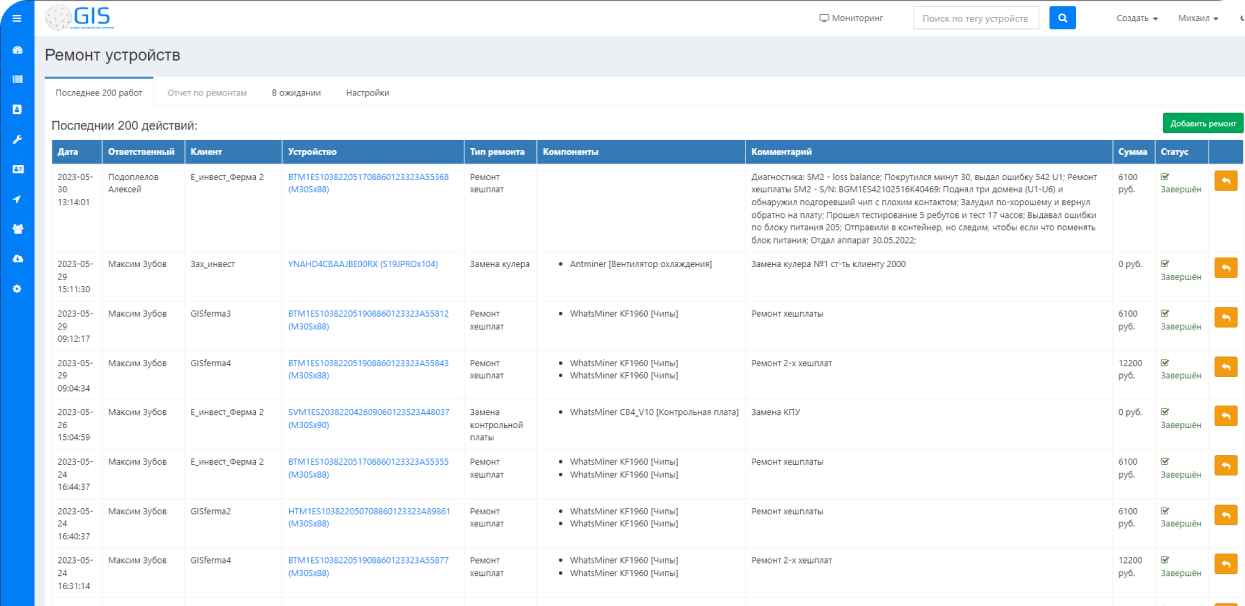 GIS
Мониторинг
Поиск по тегу устройств
Создать
Михаил
Ремонт устройств
Последнее 200 работ
Отчет по ремонтам
В ожидании
Настройки
Последнии 200 действий:
Добавить ремонт
Дата Ответственный Клиент Устройство Тип ремонта Компоненты Комментарий Сумма Статус
2023-05-
30
13:14:01
Подоплелов
Алексей
Е_инвест_Ферма 2
BTM1ES103822051708860123323A55368
(M30Sx88)
Ремонт
хешплат
Диагностика: SM2 - loss balance; Покрутился минут 30, выдал ошибку 542 U1; Ремонт
хешплаты SM2 - S/N: BGM1ES42102516K40469: Поднял три домена (U1-U6) и
обнаружил подгоревший чип с плохим контактом; Залудил по-хорошему и вернул
обратно на плату; Прошел тестирование 5 ребутов и тест 17 часов; Выдавал ошибки
по блоку питания 205; Отправили в контейнер, но следим, чтобы если что поменять
блок питания; Отдал аппарат 30.05.2022;
6100
руб.
Завершён
2023-05-
29
15:11:30
Максим Зубов
Зах_инвест
YNAHD4CBAAJBE00RX (S19JPROx104)
Замена кулера
• Antminer [Вентилятор охлаждения]
Замена кулера №1 ст-ть клиенту 2000
0 руб.
Завершён
2023-05-
29
09:12:17
Максим Зубов
GISferma3
BTM1ES103822051908860123323A55812
(M30Sx88)
Ремонт
хешплат
• WhatsMiner KF1960 [Чипы]
Ремонт хешплаты
6100
руб.
Завершён
2023-05-
29
09:04:34
Максим Зубов
GISferma4
BTM1ES103822051908860123323A55843
(M30Sx88)
Ремонт
хешплат
• WhatsMiner KF1960 [Чипы]
• WhatsMiner KF1960 [Чипы]
Ремонт 2-х хешплат
12200
руб.
Завершён
2023-05-
26
15:04:59
Максим Зубов
Е_инвест_Ферма 2
SVM1ES203822042609060123523A48037
(M30Sx90)
Замена
контрольной
платы
• WhatsMiner CB4_V10 [Контрольная плата]
Замена КПУ
0 руб.
Завершён
2023-05-
24
16:44:37
Максим Зубов
Е_инвест_Ферма 2
BTM1ES103822051708860123323A55355
(M30Sx88)
Ремонт
хешплат
• WhatsMiner KF1960 [Чипы]
• WhatsMiner KF1960 [Чипы]
Ремонт хешплаты
6100
руб.
Завершён
2023-05-
24
16:40:37
Максим Зубов
GISferma2
HTM1ES103822050708860123323A89861
(M30Sx88)
Ремонт
хешплат
• WhatsMiner KF1960 [Чипы]
• WhatsMiner KF1960 [Чипы]
Ремонт хешплаты
6100
руб.
Завершён
2023-05-
24
16:31:14
Максим Зубов
GISferma4
BTM1ES103822051908860123323A55877
(M30Sx88)
Ремонт
хешплат
• WhatsMiner KF1960 [Чипы]
• WhatsMiner KF1960 [Чипы]
Ремонт 2-х хешплат
12200
руб.
Завершён